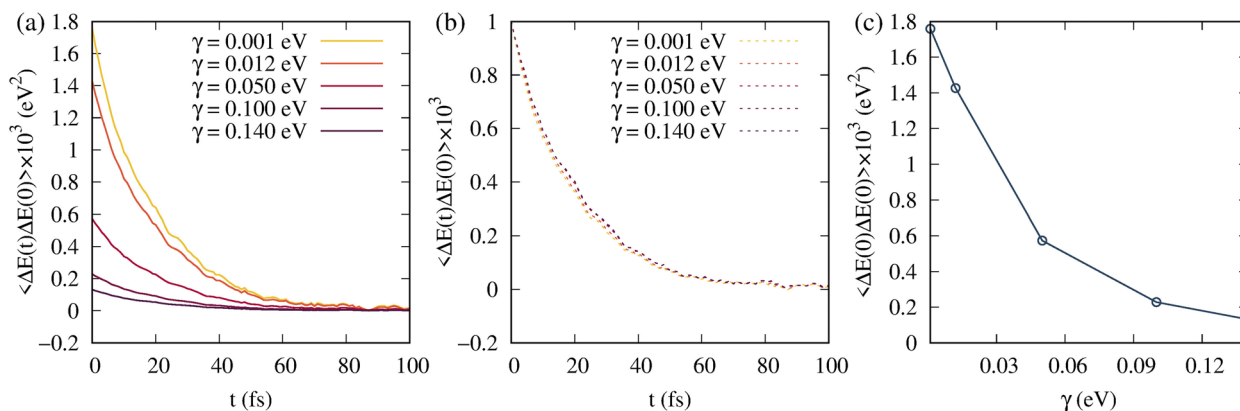 (a)
<ΔE(t)ΔE(0)>×10³ (eV²)
1.8
1.6
1.4
1.2
1
0.8
0.6
0.4
0.2
0
−0.2
γ = 0.001 eV
γ = 0.012 eV
γ = 0.050 eV
γ = 0.100 eV
γ = 0.140 eV
0 20 40 60 80 100
t (fs)
(b)
<ΔE(t)ΔE(0)>×10³
1
0.8
0.6
0.4
0.2
0
−0.2
γ = 0.001 eV
γ = 0.012 eV
γ = 0.050 eV
γ = 0.100 eV
γ = 0.140 eV
0 20 40 60 80 100
t (fs)
(c)
<ΔE(0)ΔE(0)>×10³ (eV²)
1.8
1.6
1.4
1.2
1
1.8
0.6
0.4
0.2
0
0.03 0.06 0.09 0.12
γ (eV)